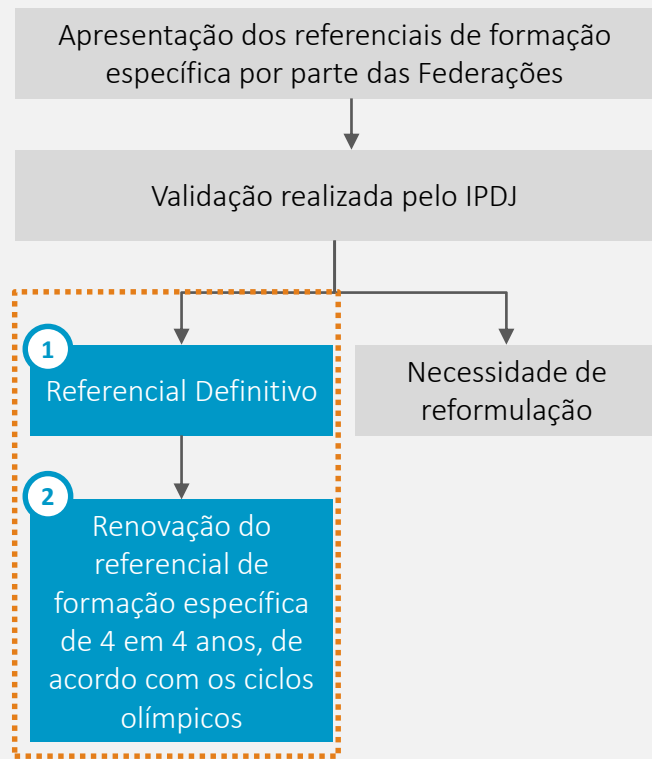 Apresentação dos referenciais de formação
específica por parte das Federações
Validação realizada pelo IPDJ
1
Referencial Definitivo
Necessidade de
reformulação
2
Renovação do
referencial de
formação específica
de 4 em 4 anos, de
acordo com os ciclos
olímpicos